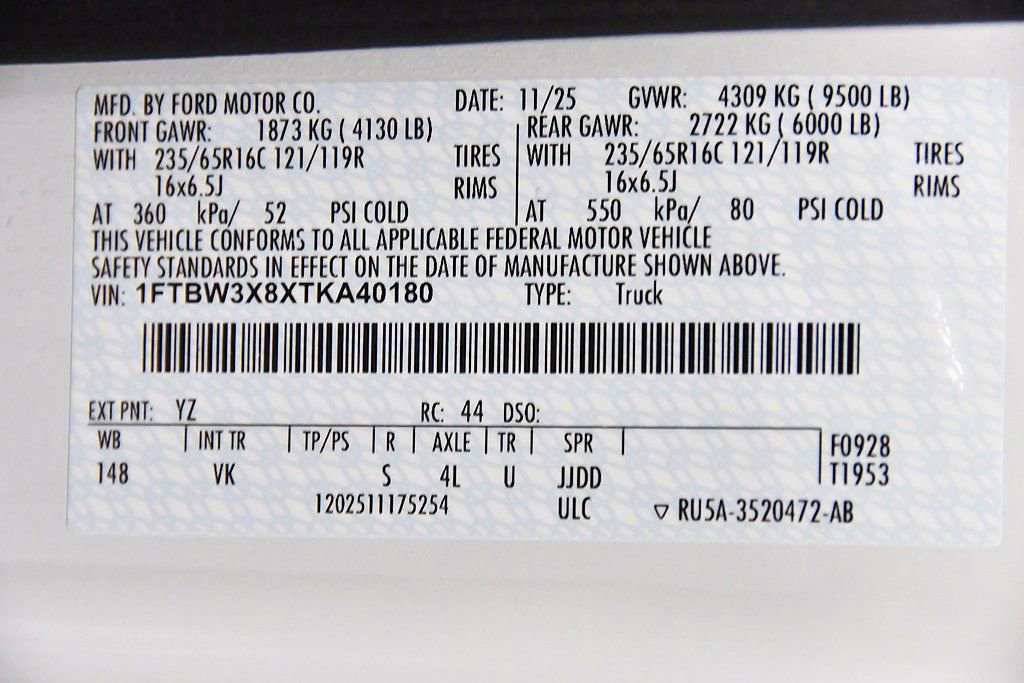 MFD. BY FORD MOTOR CO. DATE: 11/25 GVWR: 4309 KG ( 9500 LB)
FRONT GAWR: 1873 KG ( 4130 LB) REAR GAWR: 2722 KG ( 6000 LB)
WITH 235/65R16C 121/119R TIRES WITH 235/65R16C 121/119R TIRES
16x6.5J RIMS 16x6.5J RIMS
AT 360 kPa/ 52 PSI COLD AT 550 kPa/ 80 PSI COLD
THIS VEHICLE CONFORMS TO ALL APPLICABLE FEDERAL MOTOR VEHICLE
SAFETY STANDARDS IN EFFECT ON THE DATE OF MANUFACTURE SHOWN ABOVE.
VIN: 1FTBW3X8XTKA40180 TYPE: Truck
EXT PNT: YZ RC: 44 DSO:
WB INT TR TP/PS R AXLE TR SPR F0928
148 VK S 4L U JJDD T1953
1202511175254 ULC ▽ RU5A-3520472-AB